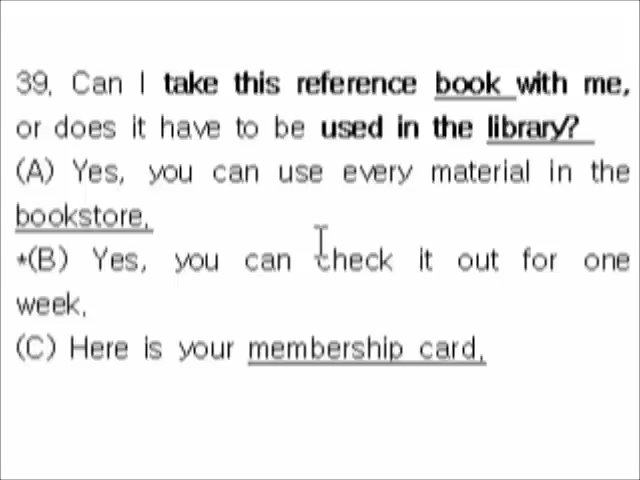 39. Can I take this reference book with me,
or does it have to be used in the library?
(A) Yes, you can use every material in the
bookstore.
*(B) Yes, you can check it out for one
week.
(C) Here is your membership card.